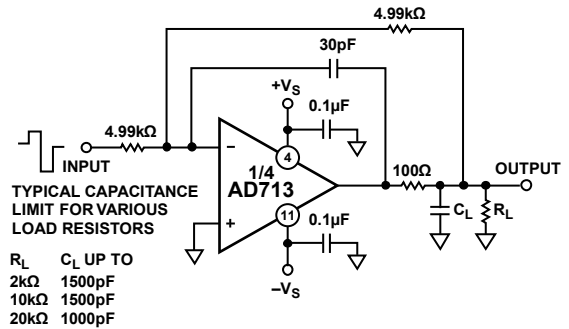 4.99kΩ
30pF
+VS
0.1µF
4.99kΩ
INPUT
–
4
1/4
AD713
100Ω
OUTPUT
TYPICAL CAPACITANCE
LIMIT FOR VARIOUS
LOAD RESISTORS
+
11
0.1µF
CL
RL
–VS
RL CL UP TO
2kΩ 1500pF
10kΩ 1500pF
20kΩ 1000pF